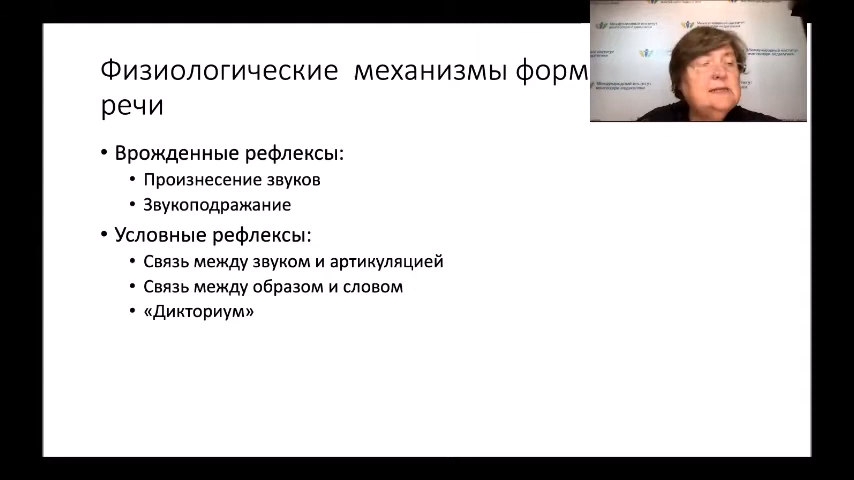 Физиологические механизмы форм
речи
• Врожденные рефлексы:
• Произнесение звуков
• Звукоподражание
• Условные рефлексы:
• Связь между звуком и артикуляцией
• Связь между образом и словом
• «Дикториум»